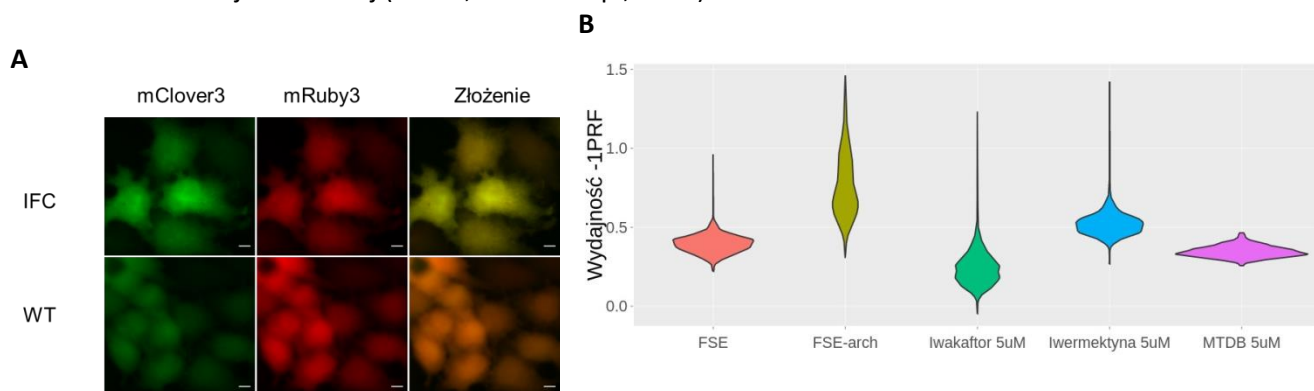 B
A
mClover3 mRuby3 Złożenie
IFC
WT
Wydajność -1PRF
1.5
1.0
0.5
0.0
FSE FSE-arch Iwakaftor 5uM Iwermektyna 5uM MTDB 5uM